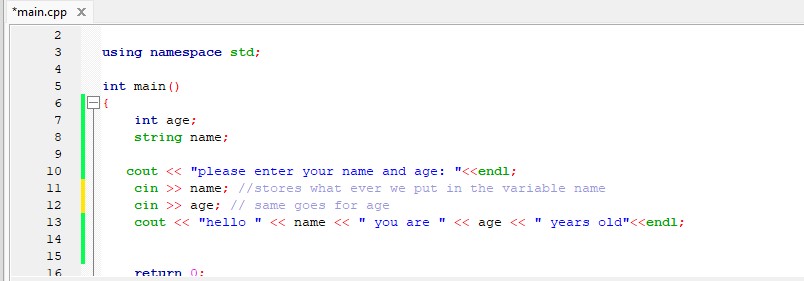 *main.cpp X
2
3 using namespace std;
4
5 int main()
6 {
7 int age;
8 string name;
9
10 cout << "please enter your name and age: "<<endl;
11 cin >> name; //stores what ever we put in the variable name
12 cin >> age; // same goes for age
13 cout << "hello " << name << " you are " << age << " years old"<<endl;
14
15
16 return 0;